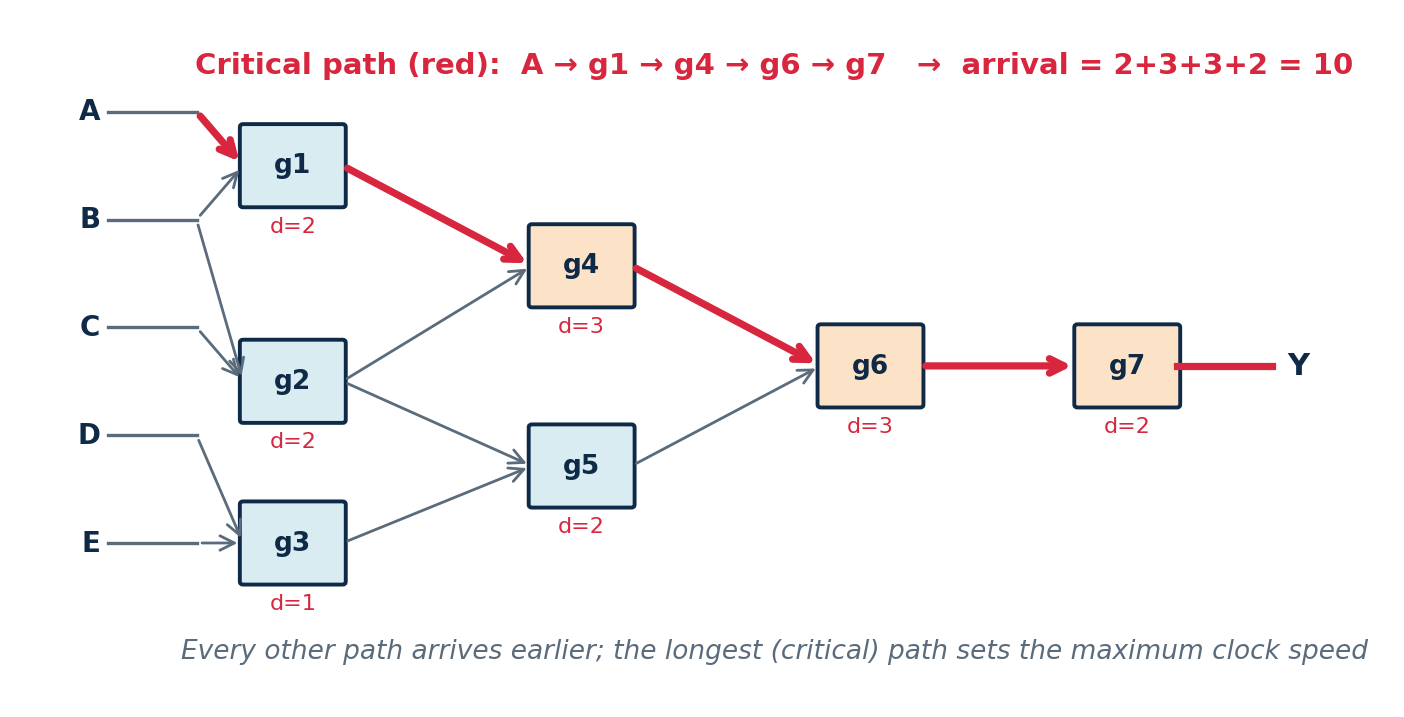 Critical path (red):  A → g1 → g4 → g6 → g7   →  arrival = 2+3+3+2 = 10
A
g1
d=2
B
g4
d=3
C
g2
d=2
g6
d=3
g7
d=2
Y
D
g5
d=2
E
g3
d=1
Every other path arrives earlier; the longest (critical) path sets the maximum clock speed